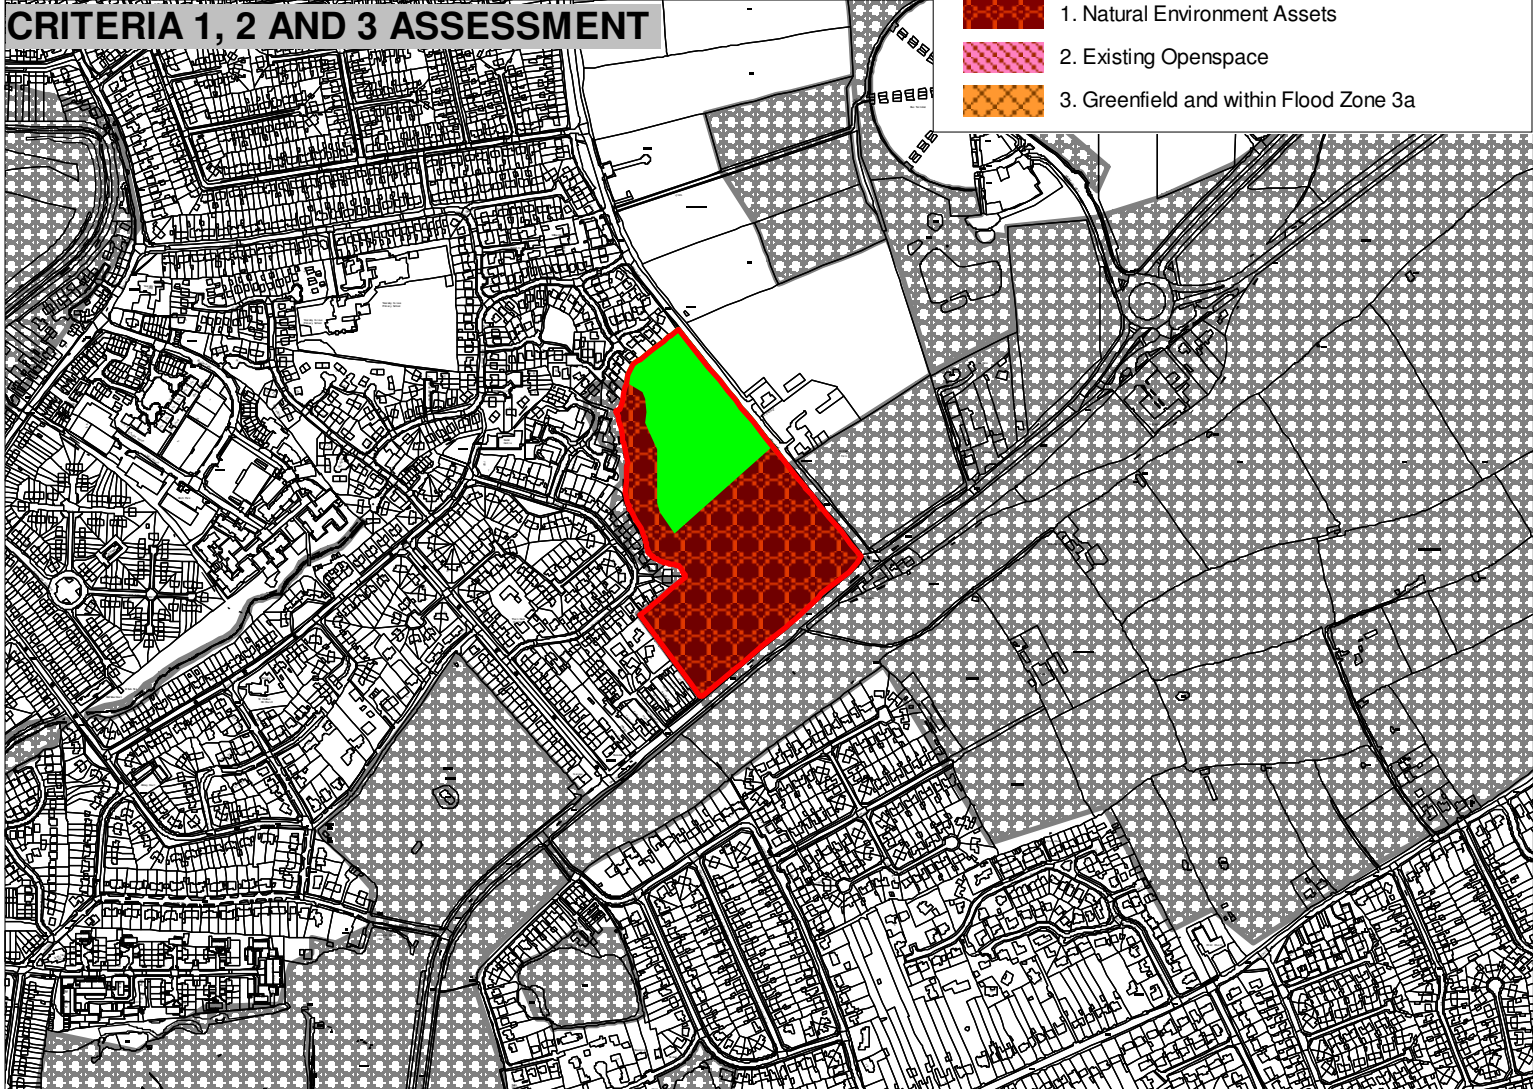 CRITERIA 1, 2 AND 3 ASSESSMENT
1. Natural Environment Assets
2. Existing Openspace
3. Greenfield and within Flood Zone 3a